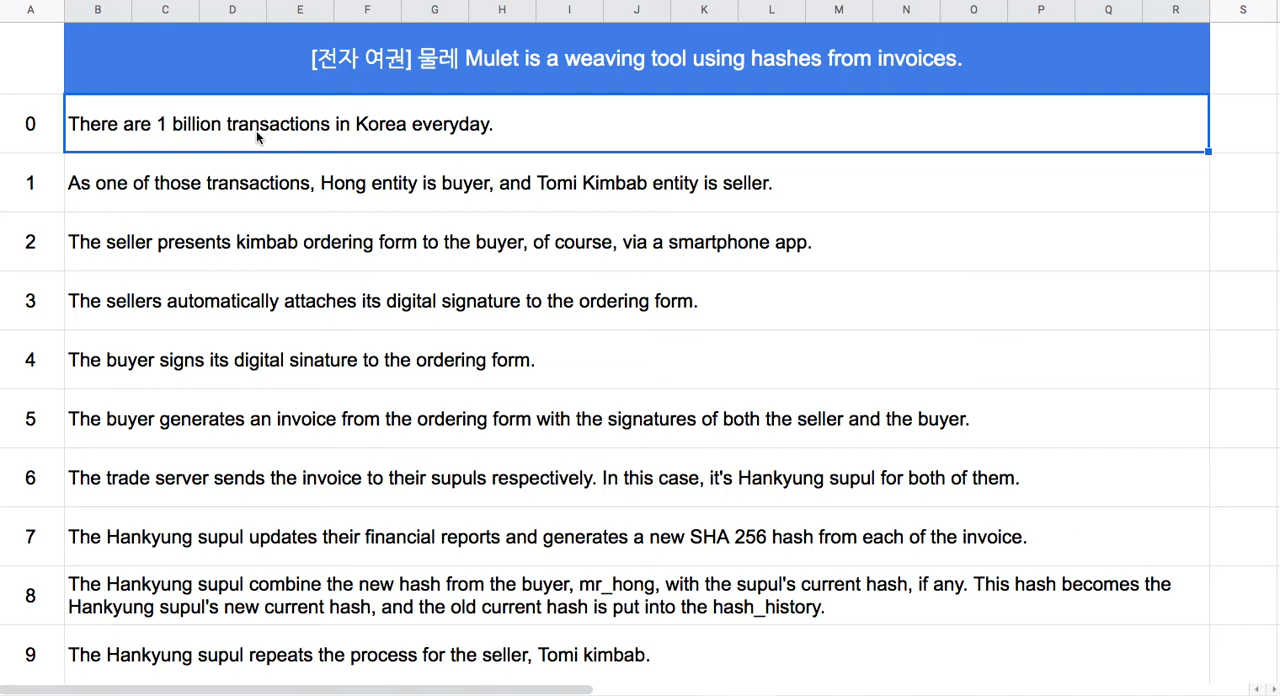 A B C D E F G H I J K L M N O P Q R S
[전자 여권] 물레 Mulet is a weaving tool using hashes from invoices.
0 There are 1 billion transactions in Korea everyday.
1 As one of those transactions, Hong entity is buyer, and Tomi Kimbab entity is seller.
2 The seller presents kimbab ordering form to the buyer, of course, via a smartphone app.
3 The sellers automatically attaches its digital signature to the ordering form.
4 The buyer signs its digital sinature to the ordering form.
5 The buyer generates an invoice from the ordering form with the signatures of both the seller and the buyer.
6 The trade server sends the invoice to their supuls respectively. In this case, it's Hankyung supul for both of them.
7 The Hankyung supul updates their financial reports and generates a new SHA 256 hash from each of the invoice.
8 The Hankyung supul combine the new hash from the buyer, mr_hong, with the supul's current hash, if any. This hash becomes the
Hankyung supul's new current hash, and the old current hash is put into the hash_history.
9 The Hankyung supul repeats the process for the seller, Tomi kimbab.